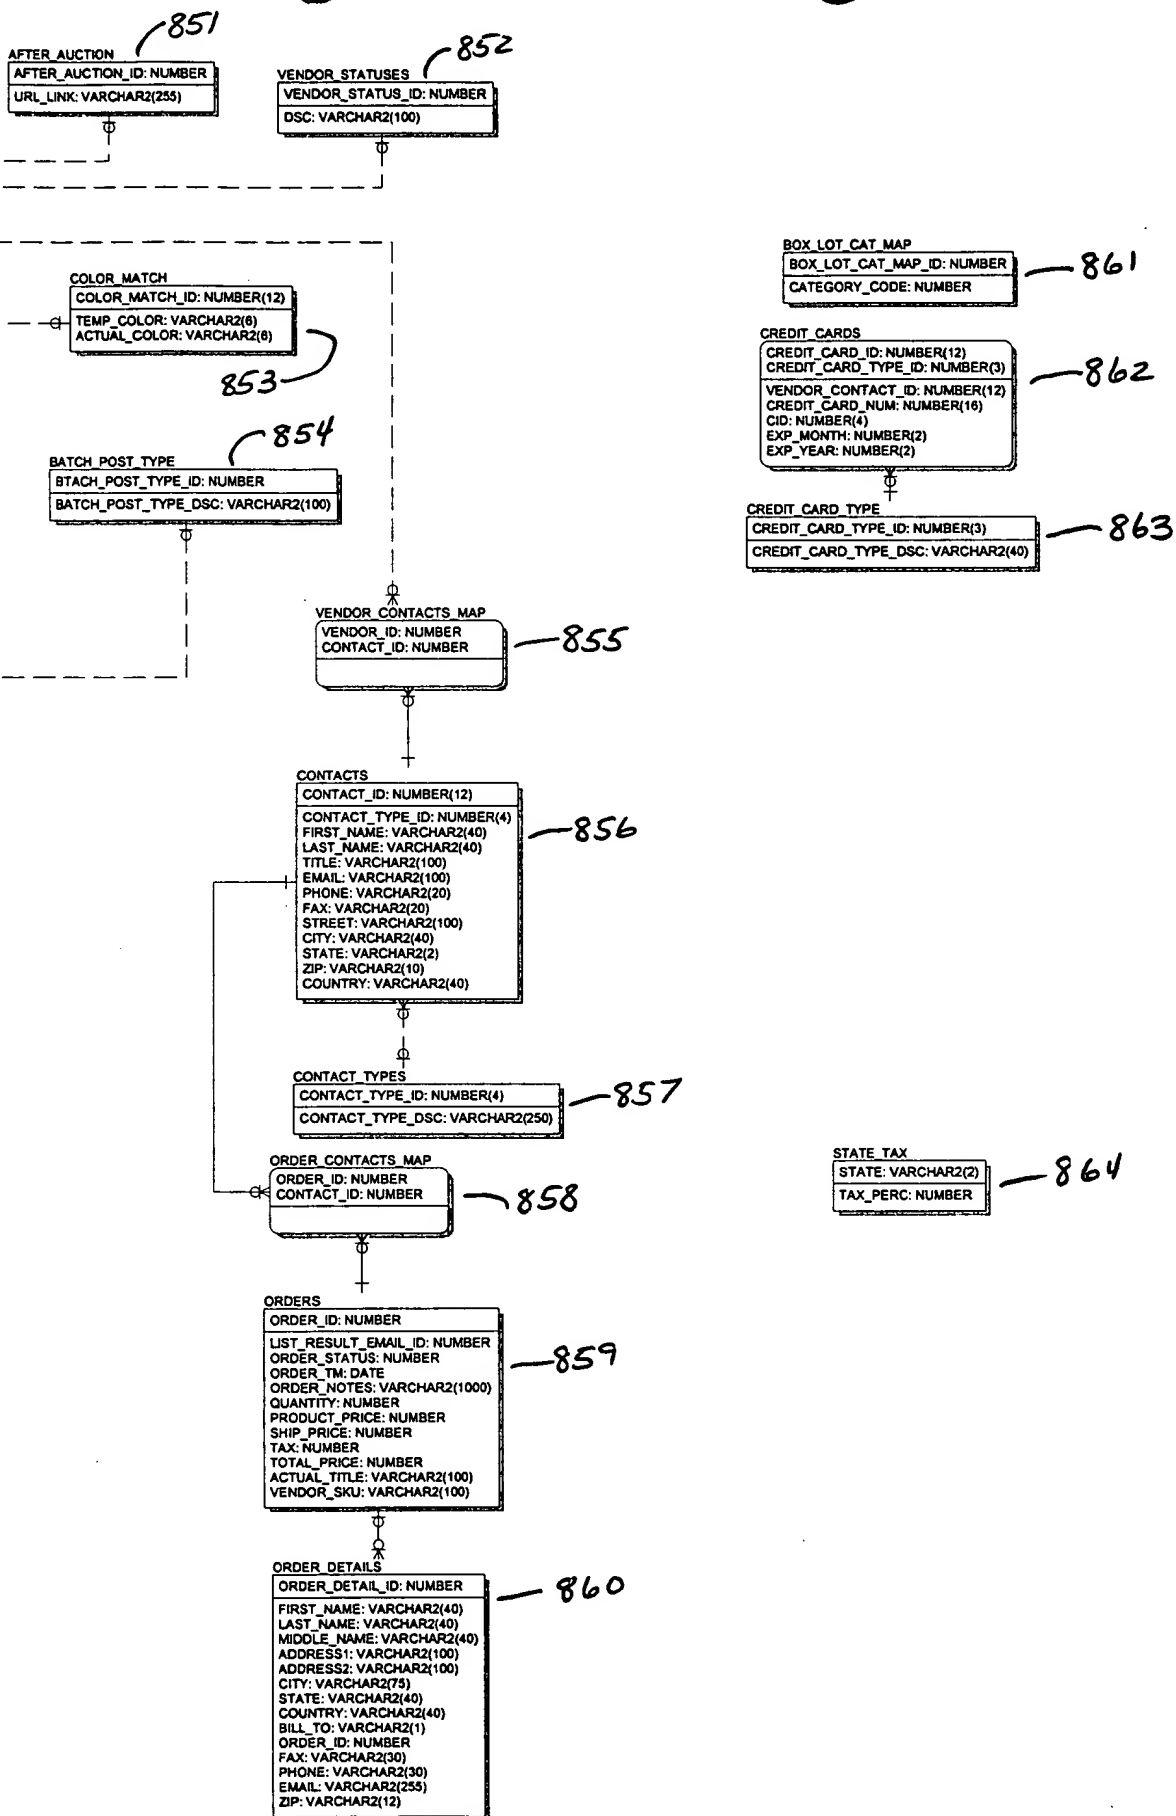 851
AFTER_AUCTION
AFTER_AUCTION_ID: NUMBER
URL_LINK: VARCHAR2(255)
852
VENDOR_STATUSES
VENDOR_STATUS_ID: NUMBER
DSC: VARCHAR2(100)
BOX_LOT_CAT_MAP
BOX_LOT_CAT_MAP_ID: NUMBER
CATEGORY_CODE: NUMBER
861
COLOR_MATCH
COLOR_MATCH_ID: NUMBER(12)
TEMP_COLOR: VARCHAR2(6)
ACTUAL_COLOR: VARCHAR2(6)
853
CREDIT_CARDS
CREDIT_CARD_ID: NUMBER(12)
CREDIT_CARD_TYPE_ID: NUMBER(3)
VENDOR_CONTACT_ID: NUMBER(12)
CREDIT_CARD_NUM: NUMBER(16)
CID: NUMBER(4)
EXP_MONTH: NUMBER(2)
EXP_YEAR: NUMBER(2)
862
854
BATCH_POST_TYPE
BTACH_POST_TYPE_ID: NUMBER
BATCH_POST_TYPE_DSC: VARCHAR2(100)
CREDIT_CARD_TYPE
CREDIT_CARD_TYPE_ID: NUMBER(3)
CREDIT_CARD_TYPE_DSC: VARCHAR2(40)
863
VENDOR_CONTACTS_MAP
VENDOR_ID: NUMBER
CONTACT_ID: NUMBER
855
CONTACTS
CONTACT_ID: NUMBER(12)
CONTACT_TYPE_ID: NUMBER(4)
FIRST_NAME: VARCHAR2(40)
LAST_NAME: VARCHAR2(40)
TITLE: VARCHAR2(100)
EMAIL: VARCHAR2(100)
PHONE: VARCHAR2(20)
FAX: VARCHAR2(20)
STREET: VARCHAR2(100)
CITY: VARCHAR2(40)
STATE: VARCHAR2(2)
ZIP: VARCHAR2(10)
COUNTRY: VARCHAR2(40)
856
CONTACT_TYPES
CONTACT_TYPE_ID: NUMBER(4)
CONTACT_TYPE_DSC: VARCHAR2(250)
857
ORDER_CONTACTS_MAP
ORDER_ID: NUMBER
CONTACT_ID: NUMBER
858
STATE_TAX
STATE: VARCHAR2(2)
TAX_PERC: NUMBER
864
ORDERS
ORDER_ID: NUMBER
LIST_RESULT_EMAIL_ID: NUMBER
ORDER_STATUS: NUMBER
ORDER_TM: DATE
ORDER_NOTES: VARCHAR2(1000)
QUANTITY: NUMBER
PRODUCT_PRICE: NUMBER
SHIP_PRICE: NUMBER
TAX: NUMBER
TOTAL_PRICE: NUMBER
ACTUAL_TITLE: VARCHAR2(100)
VENDOR_SKU: VARCHAR2(100)
859
ORDER_DETAILS
ORDER_DETAIL_ID: NUMBER
FIRST_NAME: VARCHAR2(40)
LAST_NAME: VARCHAR2(40)
MIDDLE_NAME: VARCHAR2(40)
ADDRESS1: VARCHAR2(100)
ADDRESS2: VARCHAR2(100)
CITY: VARCHAR2(75)
STATE: VARCHAR2(40)
COUNTRY: VARCHAR2(40)
BILL_TO: VARCHAR2(1)
ORDER_ID: NUMBER
FAX: VARCHAR2(30)
PHONE: VARCHAR2(30)
EMAIL: VARCHAR2(255)
ZIP: VARCHAR2(12)
860